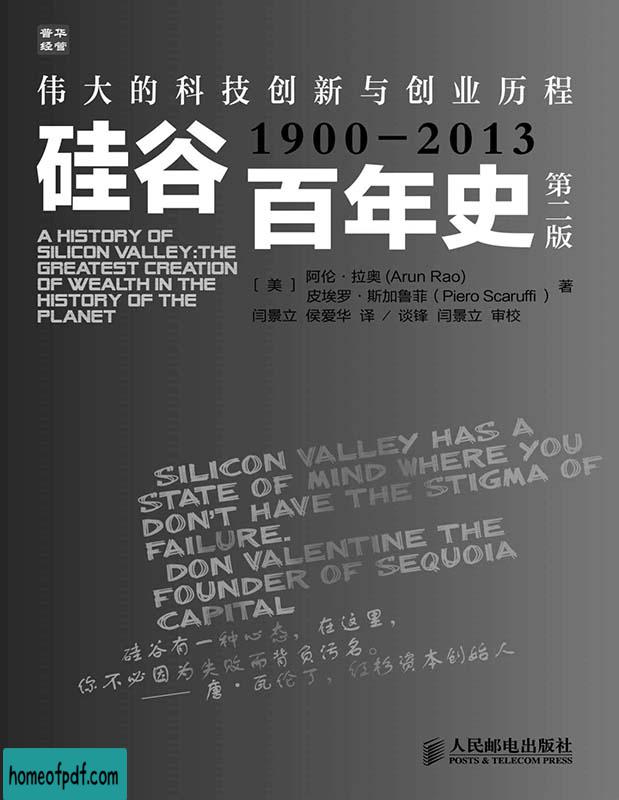 普华
经管
伟大的科技创新与创业历程
硅谷
1900-2013
百年史
第二版
A HISTORY OF
SILICON VALLEY:THE
GREATEST CREATION
OF WEALTH IN THE
HISTORY OF THE
PLANET
[美] 阿伦·拉奥(Arun Rao)
皮埃罗·斯加鲁菲(Piero Scaruffi) 著
闫景立 侯爱华 译 / 谈锋 闫景立 审校
SILICON VALLEY HAS A
STATE OF MIND WHERE YOU
DON'T HAVE THE STIGMA OF
FAILURE.
DON VALENTINE THE
FOUNDER OF SEQUOIA
CAPITAL
硅谷有一种心态，在这里，
你不必因为失败而背负污名。
——唐·瓦伦丁，红杉资本创始人
人民邮电出版社
POSTS & TELECOM PRESS
homeofpdf.com